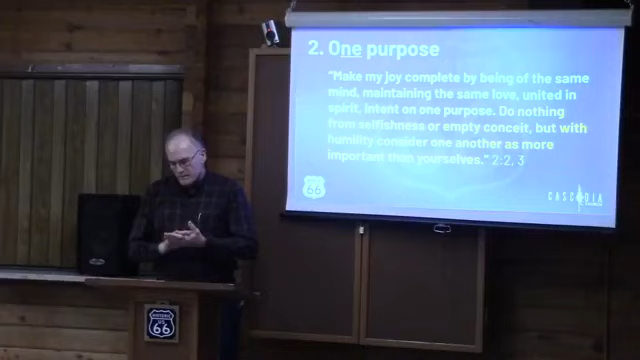 2. One purpose
"Make my joy complete by being of the same
mind, maintaining the same love, united in
spirit, intent on one purpose. Do nothing
from selfishness or empty conceit, but with
humility consider one another as more
important than yourselves." 2:2, 3
66
CASCADIA
HISTORIC
US
66